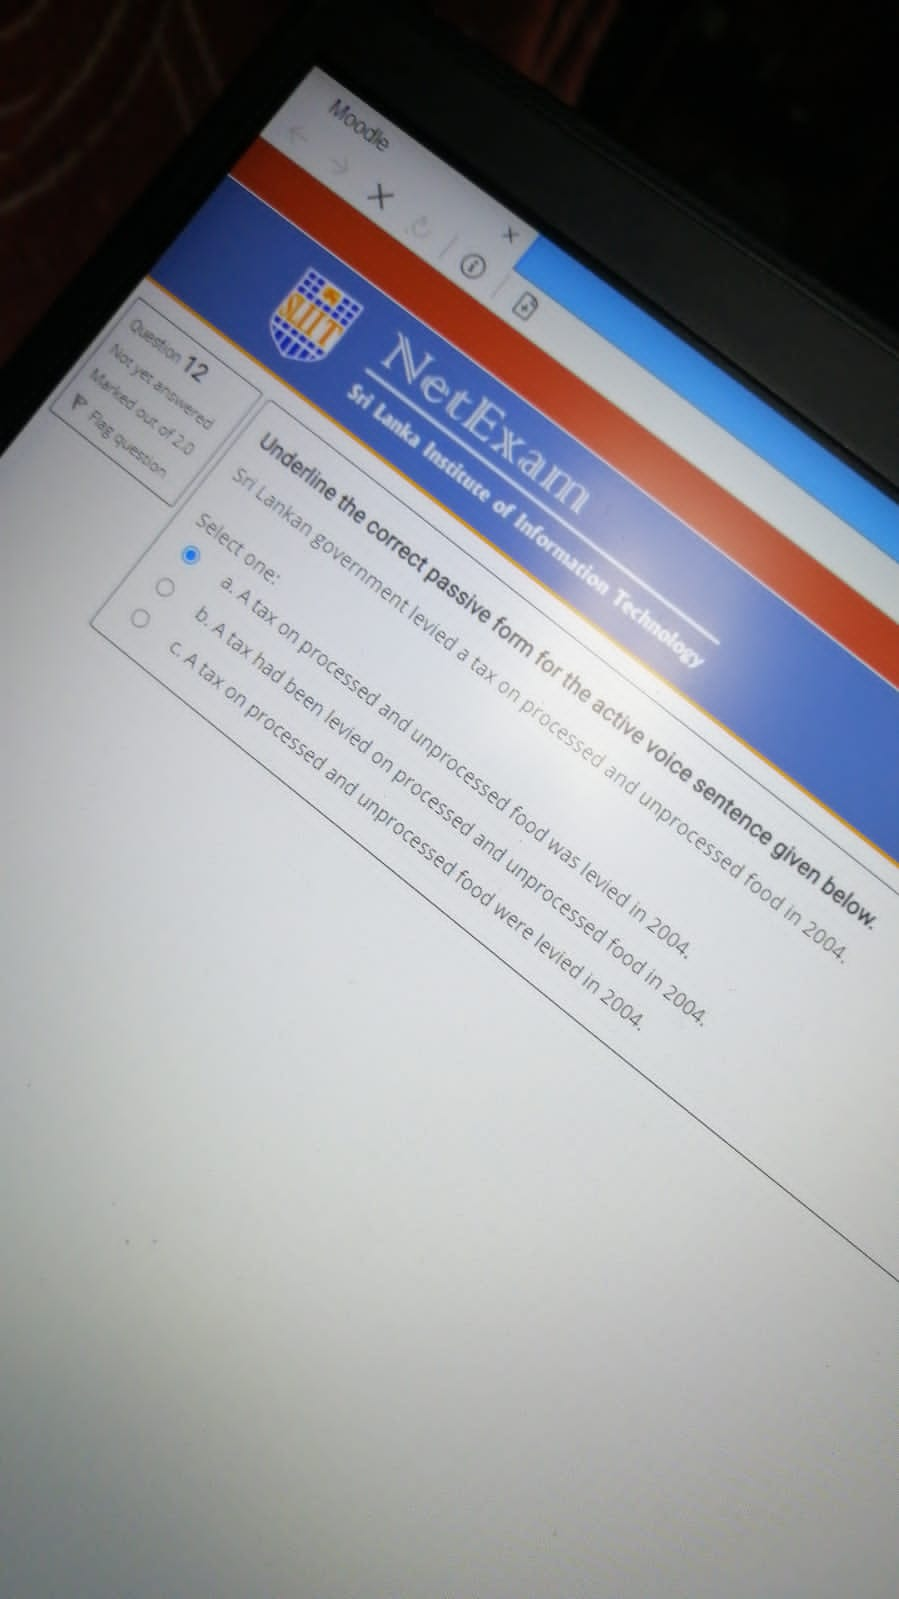 Moodle
SLIIT
NetExam
Sri Lanka Institute of Information Technology
Question 12
Not yet answered
Marked out of 2.0
Flag question
Underline the correct passive form for the active voice sentence given below.
Sri Lankan government levied a tax on processed and unprocessed food in 2004.
Select one:
a. A tax on processed and unprocessed food was levied in 2004.
b. A tax had been levied on processed and unprocessed food in 2004.
c. A tax on processed and unprocessed food were levied in 2004.